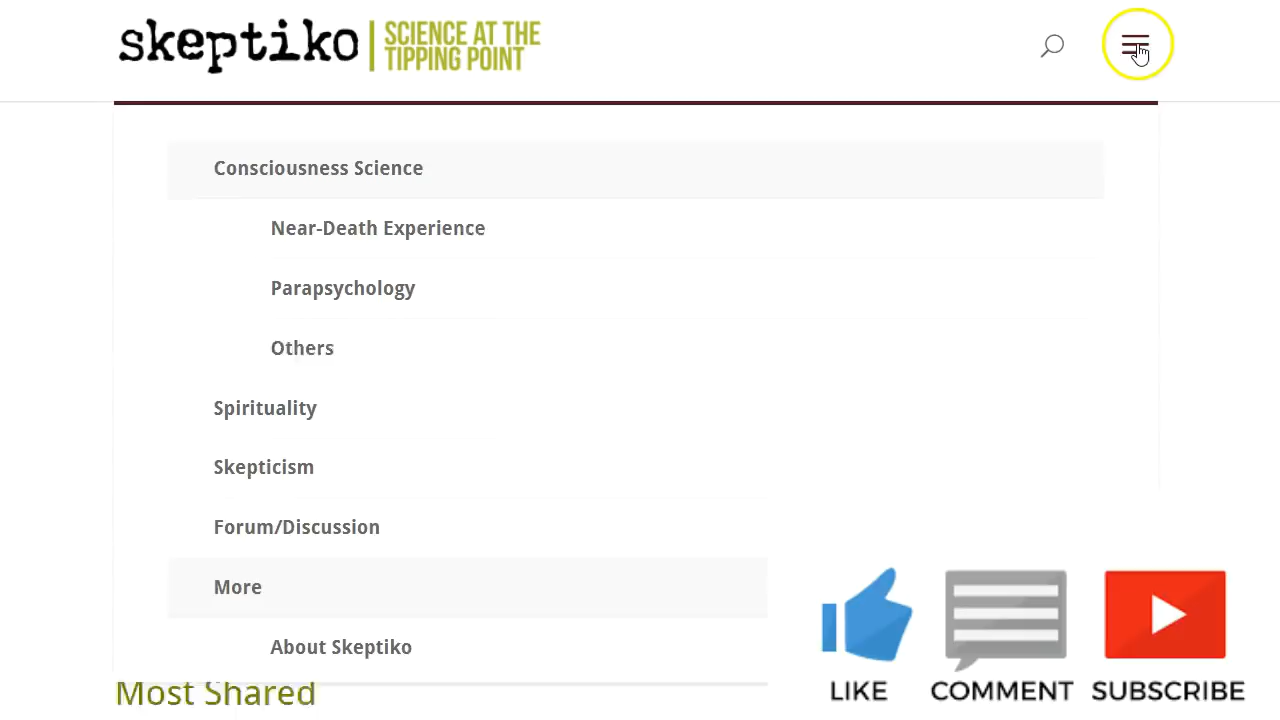 skeptiko | SCIENCE AT THE
TIPPING POINT
Consciousness Science
Near-Death Experience
Parapsychology
Others
Spirituality
Skepticism
Forum/Discussion
More
About Skeptiko
Most Shared
LIKE
COMMENT
SUBSCRIBE